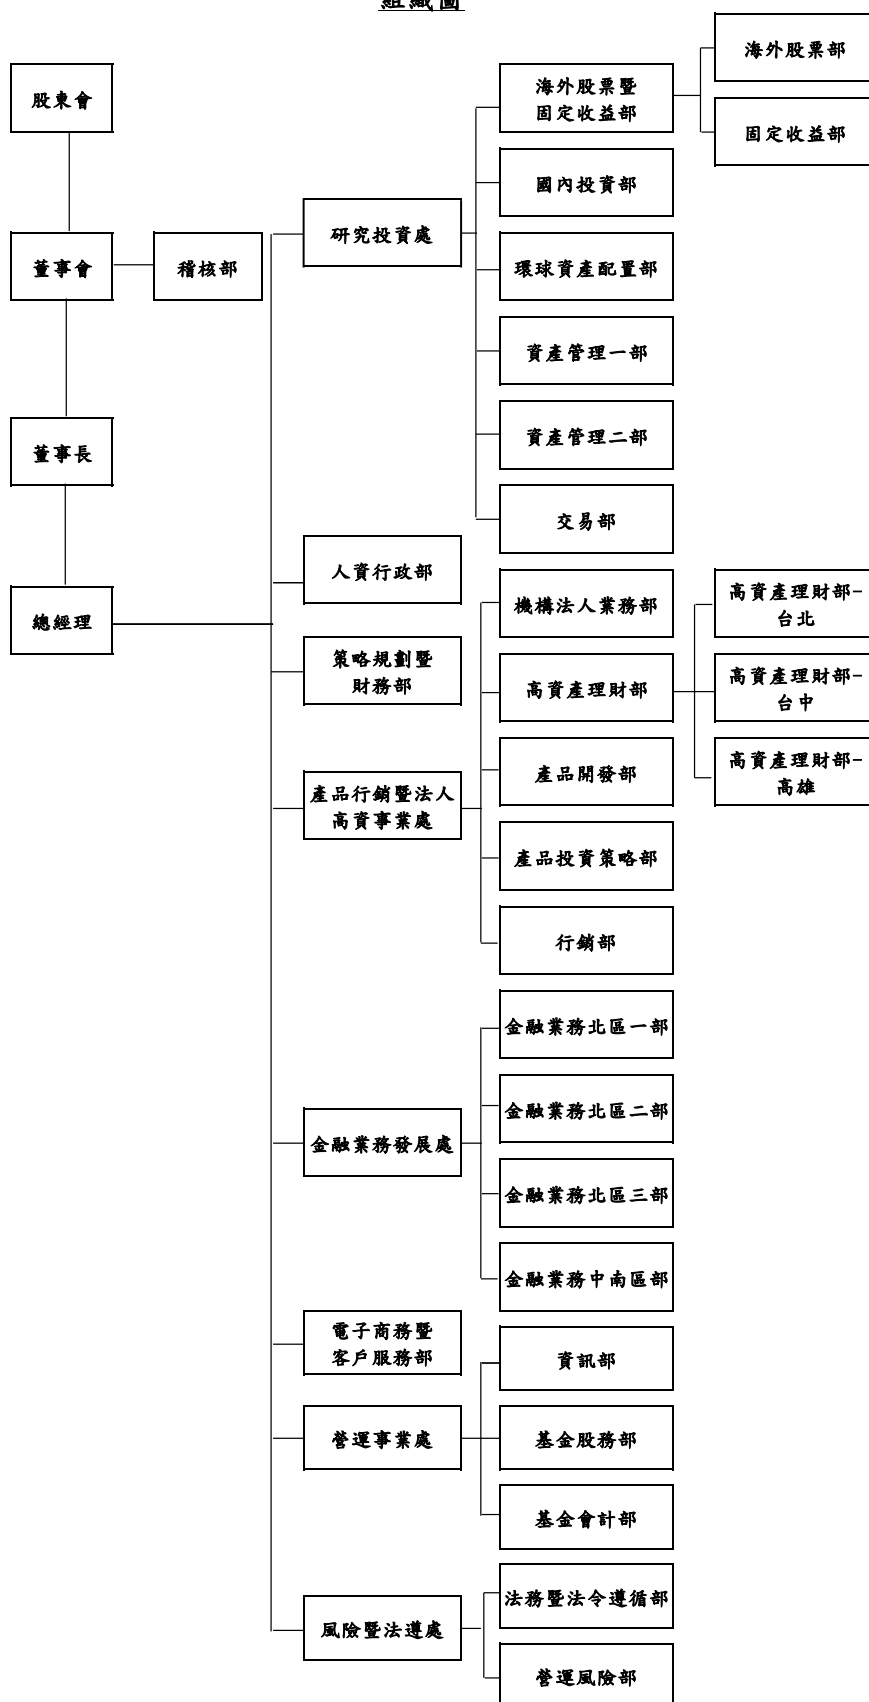 組織圖
股東會
董事會
稽核部
董事長
總經理
研究投資處
海外股票暨
固定收益部
海外股票部
固定收益部
國內投資部
環球資產配置部
資產管理一部
資產管理二部
交易部
人資行政部
策略規劃暨
財務部
產品行銷暨法人
高資事業處
機構法人業務部
高資產理財部
高資產理財部-
台北
高資產理財部-
台中
高資產理財部-
高雄
產品開發部
產品投資策略部
行銷部
金融業務發展處
金融業務北區一部
金融業務北區二部
金融業務北區三部
金融業務中南區部
電子商務暨
客戶服務部
營運事業處
資訊部
基金股務部
基金會計部
風險暨法遵處
法務暨法令遵循部
營運風險部